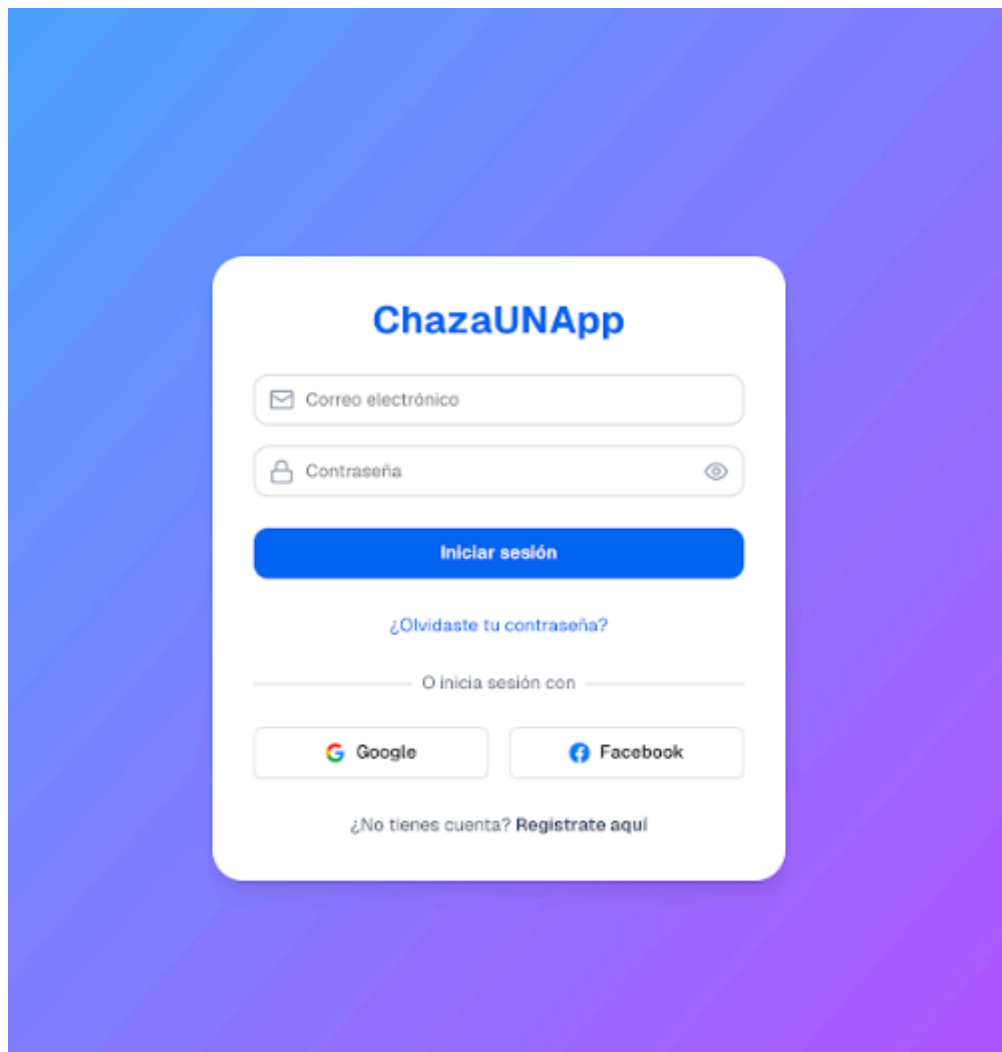 ChazaUNApp
Correo electrónico
Contraseña
Iniciar sesión
¿Olvidaste tu contraseña?
O inicia sesión con
Google
Facebook
¿No tienes cuenta? Regístrate aquí